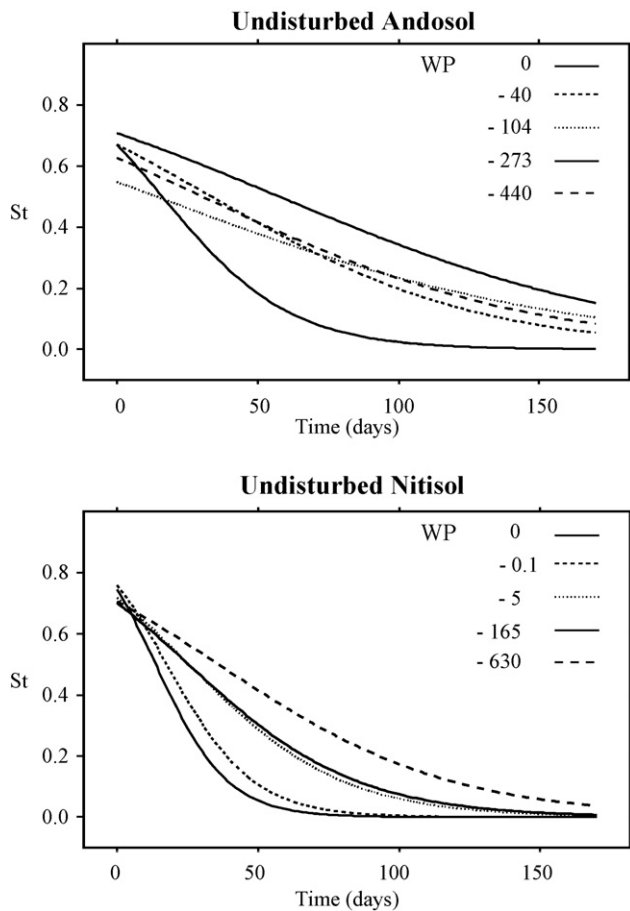 Undisturbed Andosol
WP 0
- 40
- 104
- 273
- 440
0.8
0.6
St
0.4
0.2
0.0
0 50 100 150
Time (days)
Undisturbed Nitisol
WP 0
- 0.1
- 5
- 165
- 630
0.8
0.6
St
0.4
0.2
0.0
0 50 100 150
Time (days)